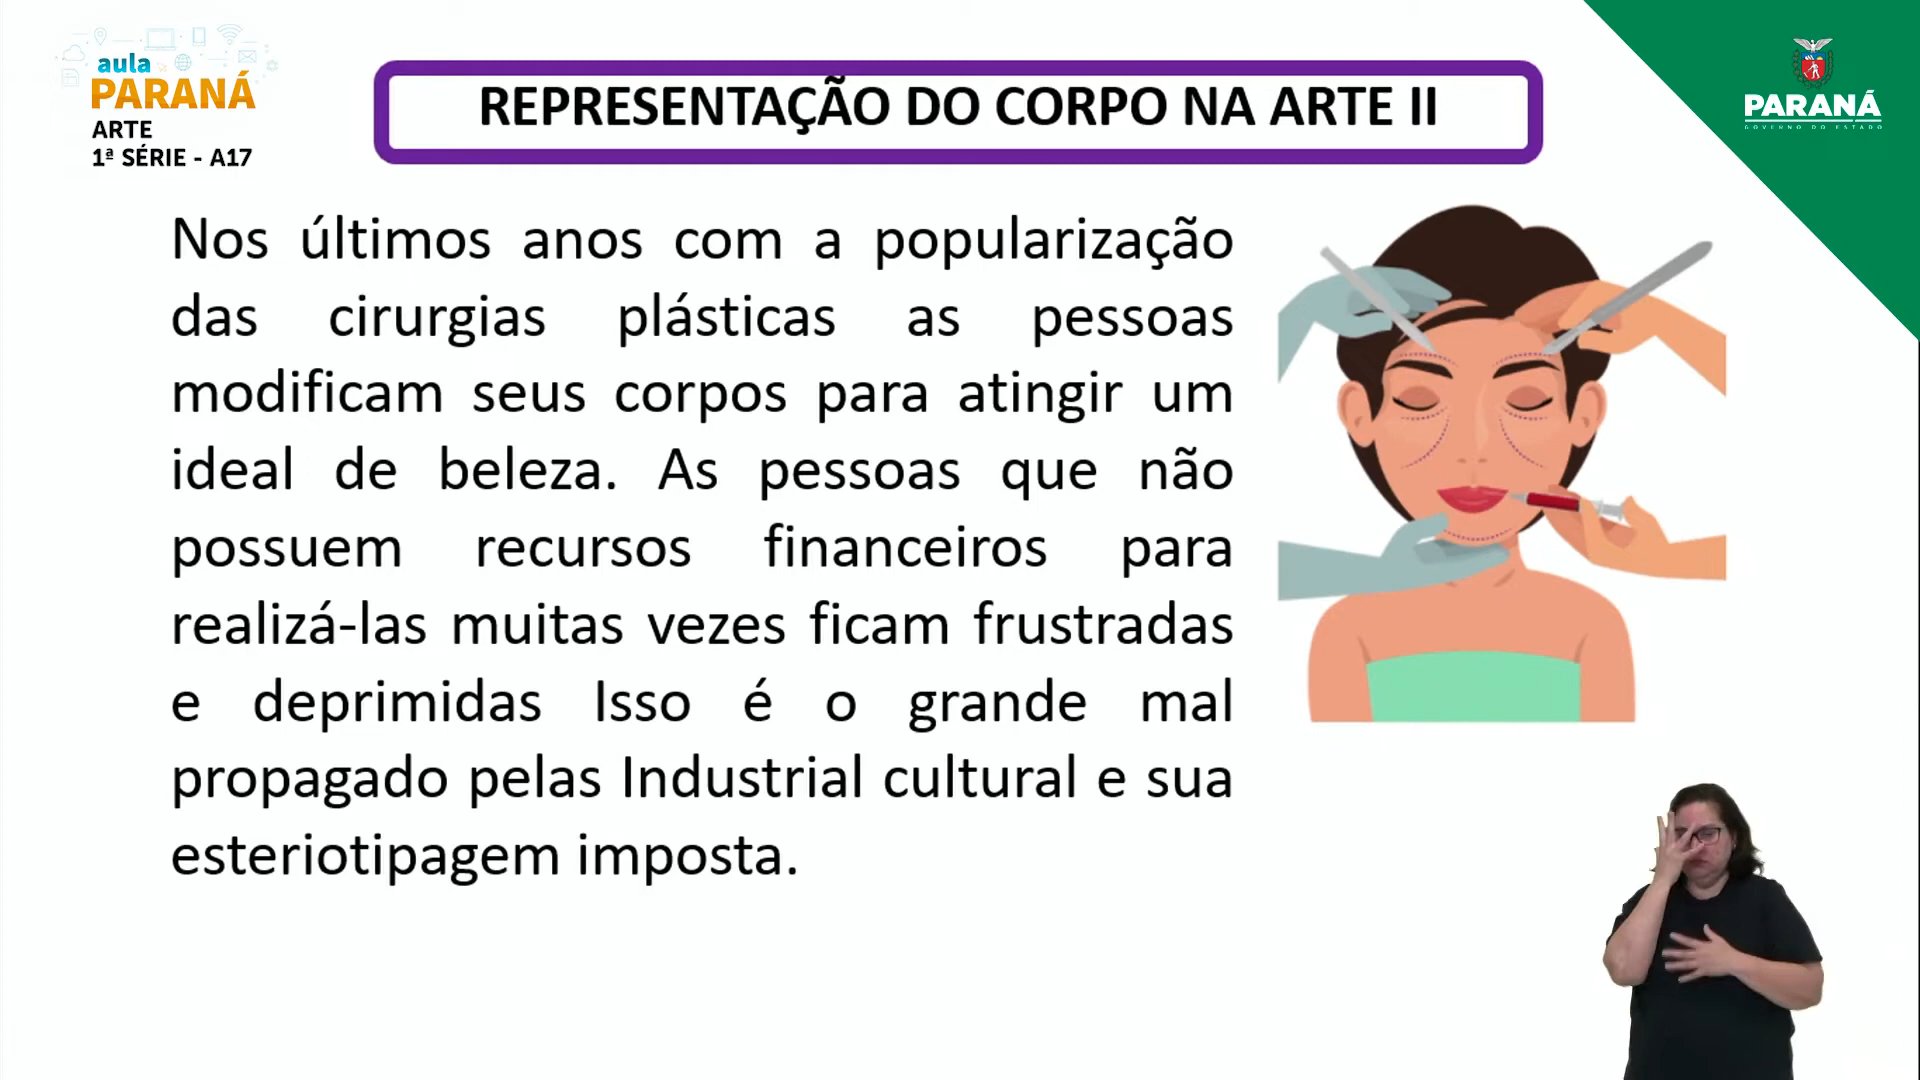 aula
PARANÁ
ARTE
1ª SÉRIE - A17
REPRESENTAÇÃO DO CORPO NA ARTE II
PARANÁ
GOVERNO DO ESTADO
Nos últimos anos com a popularização
das cirurgias plásticas as pessoas
modificam seus corpos para atingir um
ideal de beleza. As pessoas que não
possuem recursos financeiros para
realizá-las muitas vezes ficam frustradas
e deprimidas Isso é o grande mal
propagado pelas Industrial cultural e sua
esteriotipagem imposta.